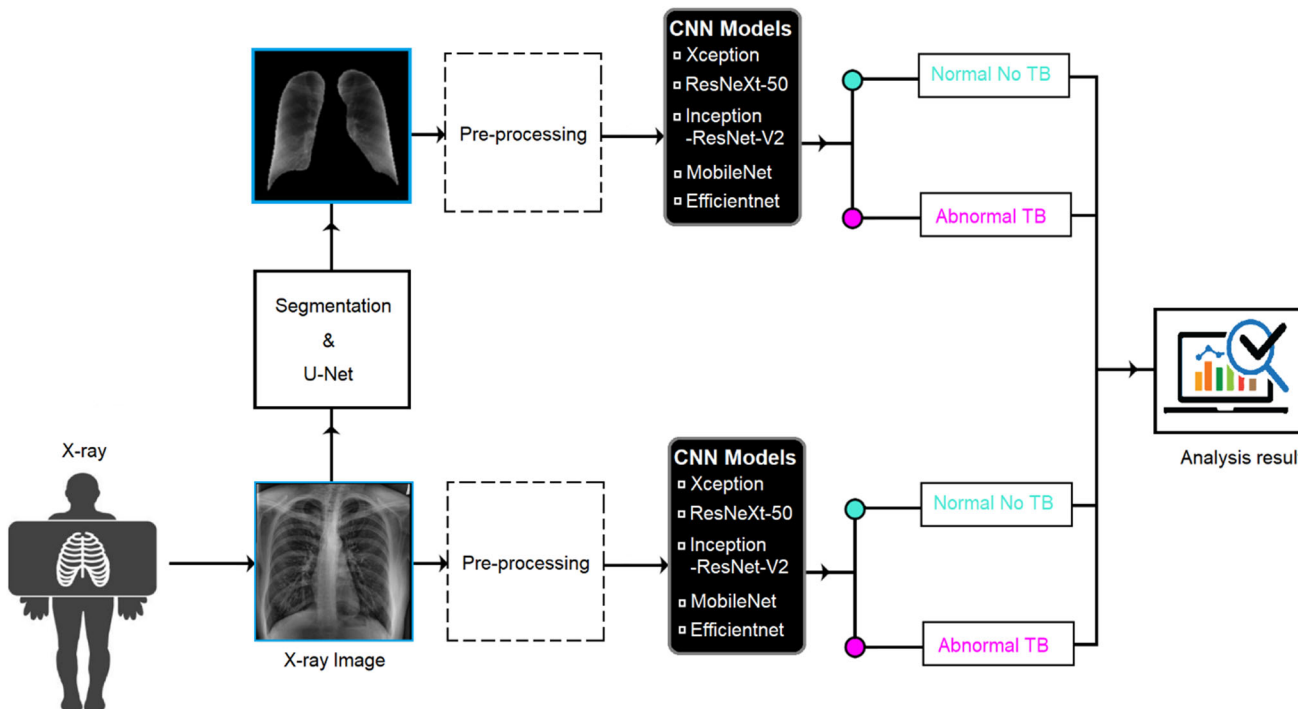 CNN Models
Xception
ResNeXt-50
Inception
-ResNet-V2
MobileNet
Efficientnet
Pre-processing
Normal No TB
Abnormal TB
Segmentation
&
U-Net
X-ray
X-ray Image
Pre-processing
CNN Models
Xception
ResNeXt-50
Inception
-ResNet-V2
MobileNet
Efficientnet
Normal No TB
Abnormal TB
Analysis result